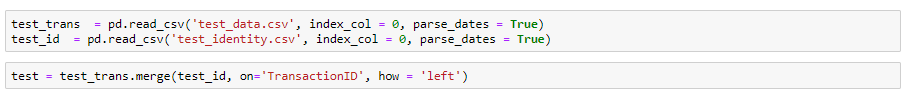 test_trans  = pd.read_csv('test_data.csv', index_col = 0, parse_dates = True)
test_id  = pd.read_csv('test_identity.csv', index_col = 0, parse_dates = True)
test = test_trans.merge(test_id, on='TransactionID', how = 'left')